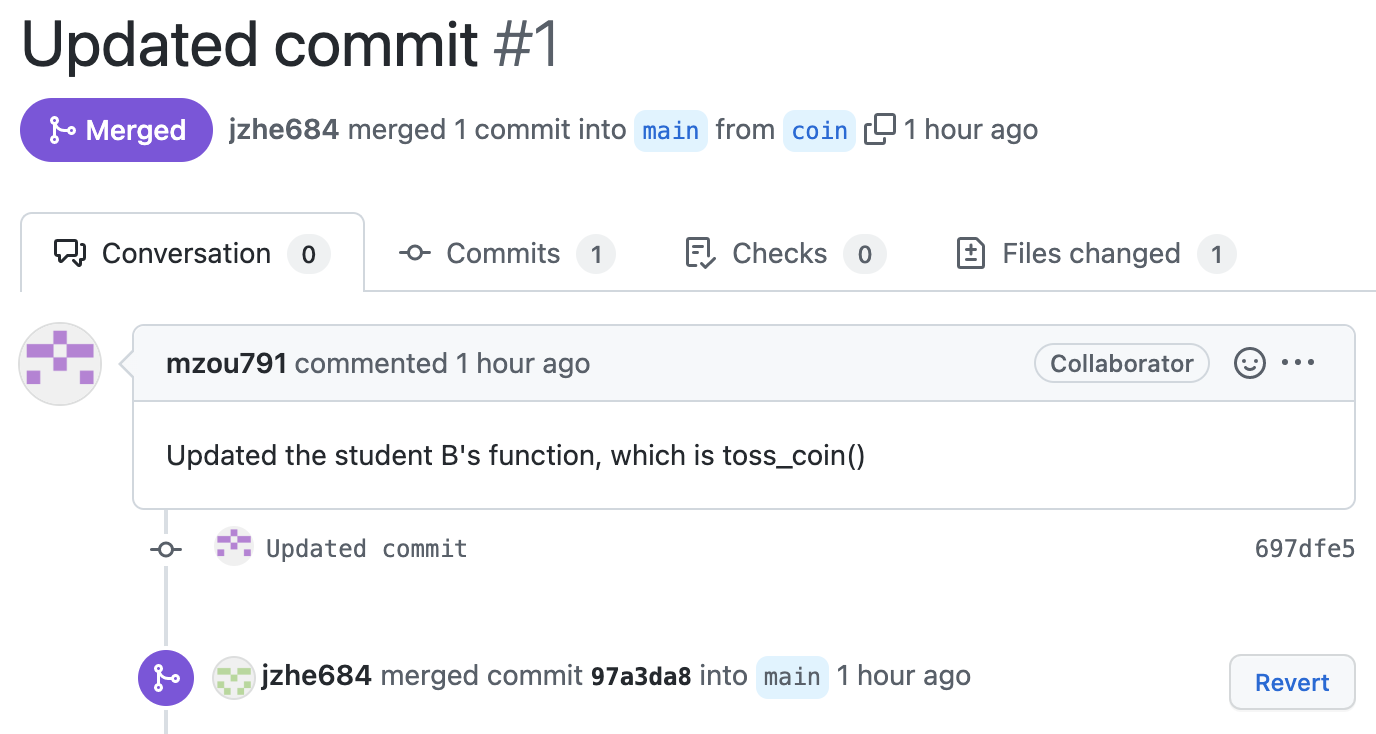 Updated commit #1
Merged jzhe684 merged 1 commit into main from coin 1 hour ago
Conversation 0 Commits 1 Checks 0 Files changed 1
mzou791 commented 1 hour ago Collaborator
Updated the student B's function, which is toss_coin()
Updated commit 697dfe5
jzhe684 merged commit 97a3da8 into main 1 hour ago Revert